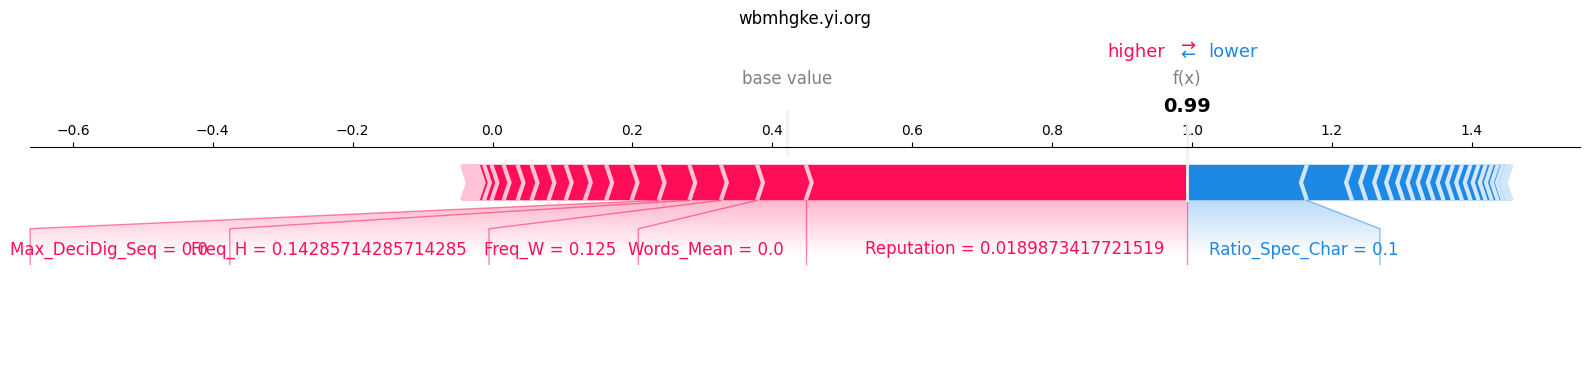 wbmhgke.yi.org
higher ⇄ lower
base value f(x)
0.99
−0.6 −0.4 −0.2 0.0 0.2 0.4 0.6 0.8 1.0 1.2 1.4
Max_DeciDig_Seq = 0.0 Freq_H = 0.14285714285714285 Freq_W = 0.125 Words_Mean = 0.0 Reputation = 0.0189873417721519 Ratio_Spec_Char = 0.1